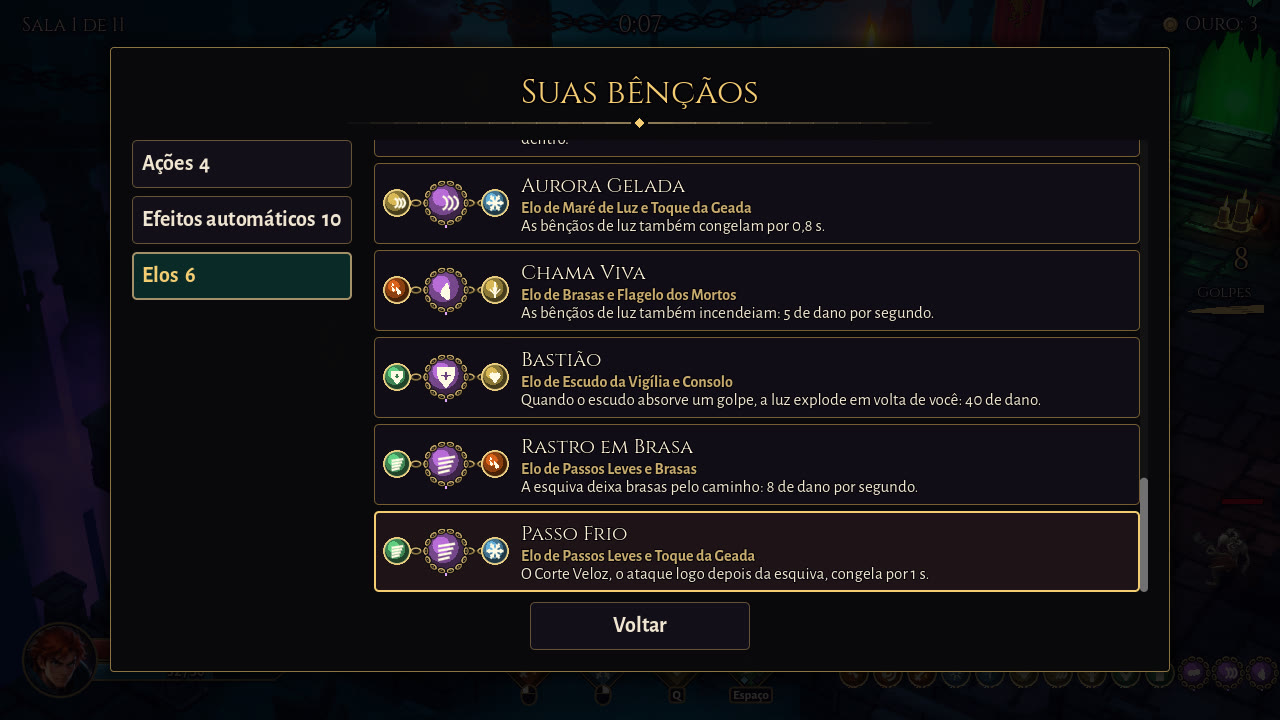 Sala 1 de 11
0:07
Ouro: 3
Suas bênçãos
Ações 4
Efeitos automáticos 10
Elos 6
dentro.
Aurora Gelada
Elo de Maré de Luz e Toque da Geada
As bênçãos de luz também congelam por 0,8 s.
Chama Viva
Elo de Brasas e Flagelo dos Mortos
As bênçãos de luz também incendeiam: 5 de dano por segundo.
Bastião
Elo de Escudo da Vigília e Consolo
Quando o escudo absorve um golpe, a luz explode em volta de você: 40 de dano.
Rastro em Brasa
Elo de Passos Leves e Brasas
A esquiva deixa brasas pelo caminho: 8 de dano por segundo.
Passo Frio
Elo de Passos Leves e Toque da Geada
O Corte Veloz, o ataque logo depois da esquiva, congela por 1 s.
Voltar
8
Golpes
Q
Espaço